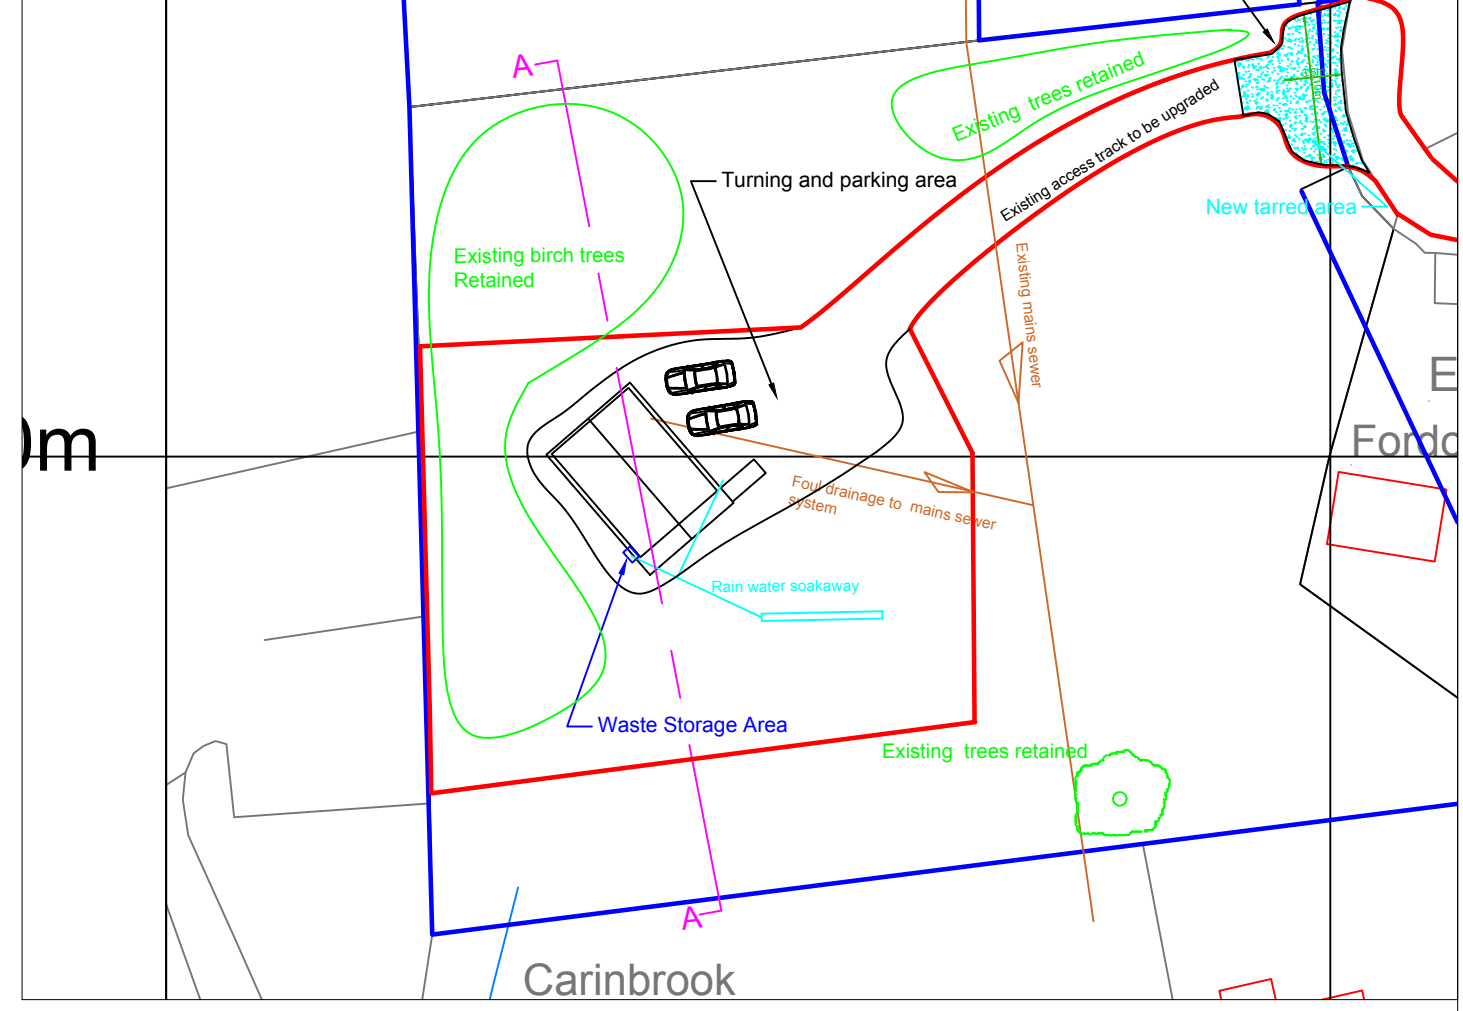 A
Existing trees retained
Existing access track to be upgraded
Turning and parking area
New tarred area
Existing birch trees
Retained
Existing mains sewer
E
0m
Fordo
Foul drainage to mains sewer
system
Rain water soakaway
Waste Storage Area
Existing trees retained
A
Carinbrook